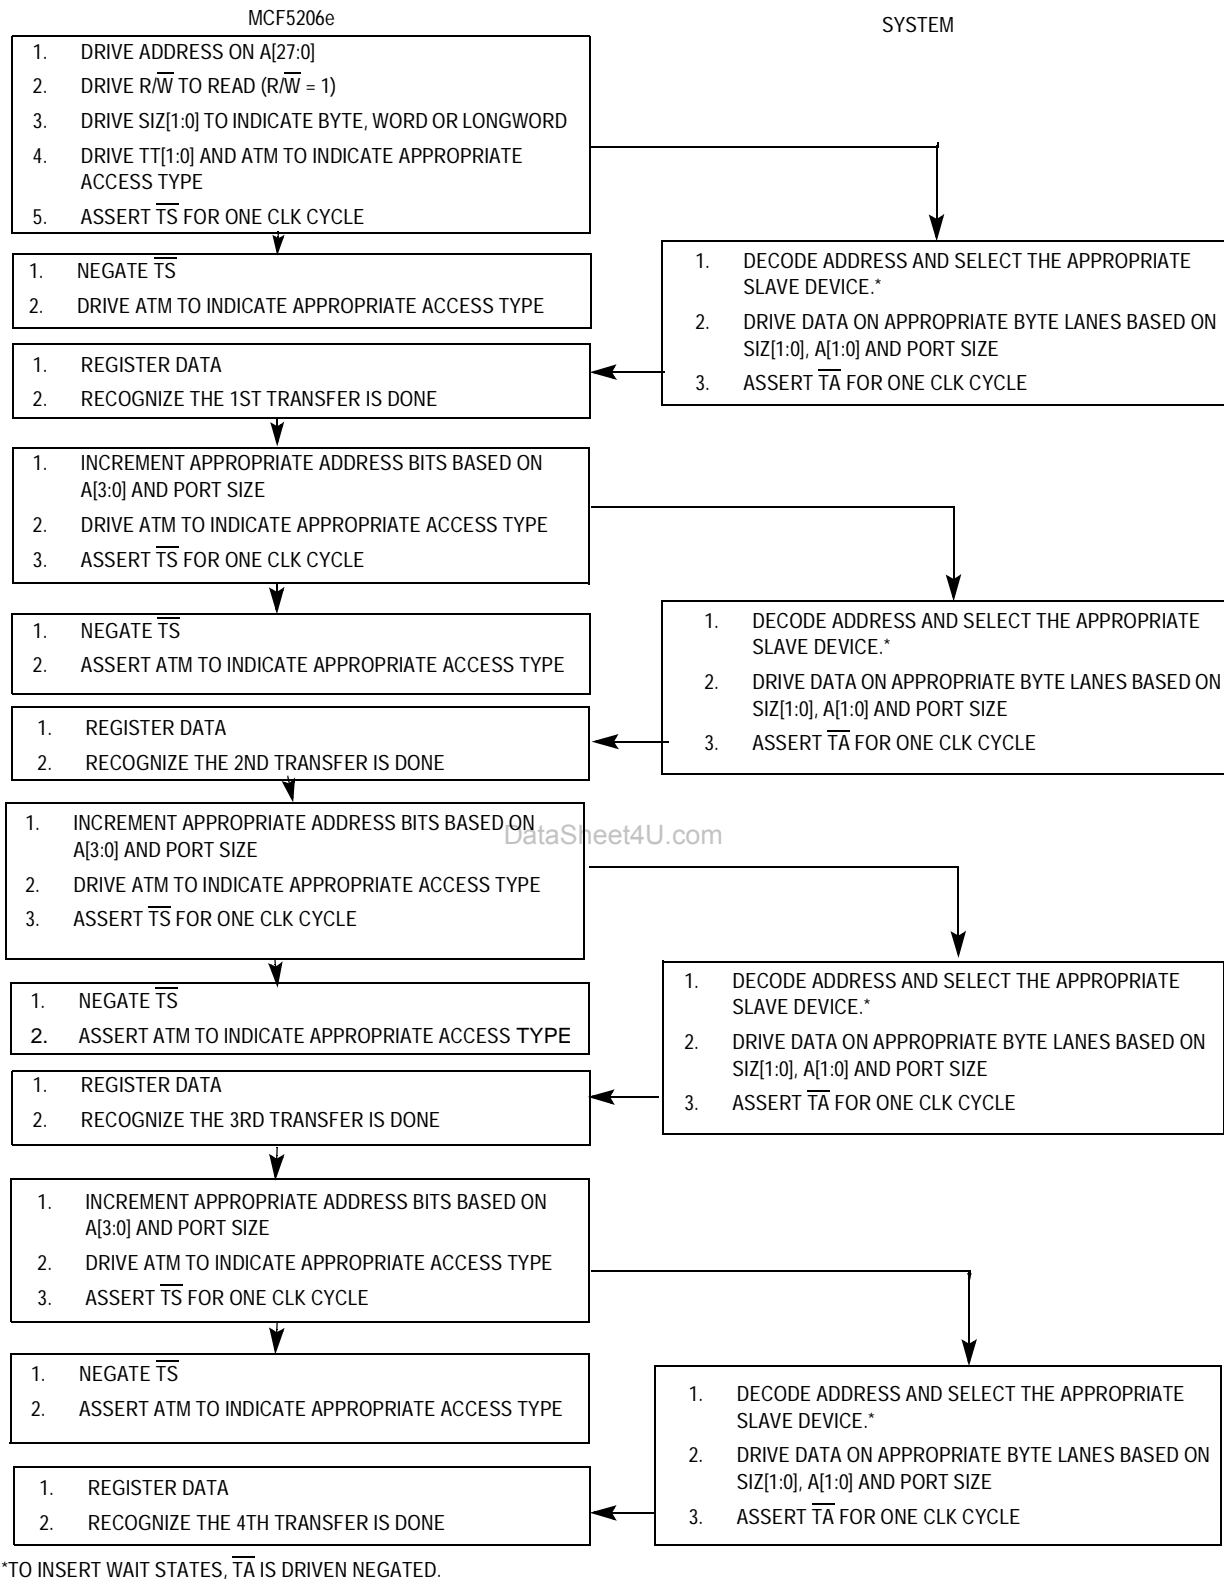 MCF5206e
SYSTEM
1. DRIVE ADDRESS ON A[27:0]
2. DRIVE R/W̅ TO READ (R/W̅ = 1)
3. DRIVE SIZ[1:0] TO INDICATE BYTE, WORD OR LONGWORD
4. DRIVE TT[1:0] AND ATM TO INDICATE APPROPRIATE
ACCESS TYPE
5. ASSERT T̅S̅ FOR ONE CLK CYCLE
1. NEGATE T̅S̅
2. DRIVE ATM TO INDICATE APPROPRIATE ACCESS TYPE
1. DECODE ADDRESS AND SELECT THE APPROPRIATE
SLAVE DEVICE.*
2. DRIVE DATA ON APPROPRIATE BYTE LANES BASED ON
SIZ[1:0], A[1:0] AND PORT SIZE
3. ASSERT T̅A̅ FOR ONE CLK CYCLE
1. REGISTER DATA
2. RECOGNIZE THE 1ST TRANSFER IS DONE
1. INCREMENT APPROPRIATE ADDRESS BITS BASED ON
A[3:0] AND PORT SIZE
2. DRIVE ATM TO INDICATE APPROPRIATE ACCESS TYPE
3. ASSERT T̅S̅ FOR ONE CLK CYCLE
1. NEGATE T̅S̅
2. ASSERT ATM TO INDICATE APPROPRIATE ACCESS TYPE
1. DECODE ADDRESS AND SELECT THE APPROPRIATE
SLAVE DEVICE.*
2. DRIVE DATA ON APPROPRIATE BYTE LANES BASED ON
SIZ[1:0], A[1:0] AND PORT SIZE
3. ASSERT T̅A̅ FOR ONE CLK CYCLE
1. REGISTER DATA
2. RECOGNIZE THE 2ND TRANSFER IS DONE
1. INCREMENT APPROPRIATE ADDRESS BITS BASED ON
A[3:0] AND PORT SIZE
2. DRIVE ATM TO INDICATE APPROPRIATE ACCESS TYPE
3. ASSERT T̅S̅ FOR ONE CLK CYCLE
DataSheet4U.com
1. NEGATE T̅S̅
2. ASSERT ATM TO INDICATE APPROPRIATE ACCESS TYPE
1. DECODE ADDRESS AND SELECT THE APPROPRIATE
SLAVE DEVICE.*
2. DRIVE DATA ON APPROPRIATE BYTE LANES BASED ON
SIZ[1:0], A[1:0] AND PORT SIZE
3. ASSERT T̅A̅ FOR ONE CLK CYCLE
1. REGISTER DATA
2. RECOGNIZE THE 3RD TRANSFER IS DONE
1. INCREMENT APPROPRIATE ADDRESS BITS BASED ON
A[3:0] AND PORT SIZE
2. DRIVE ATM TO INDICATE APPROPRIATE ACCESS TYPE
3. ASSERT T̅S̅ FOR ONE CLK CYCLE
1. NEGATE T̅S̅
2. ASSERT ATM TO INDICATE APPROPRIATE ACCESS TYPE
1. DECODE ADDRESS AND SELECT THE APPROPRIATE
SLAVE DEVICE.*
2. DRIVE DATA ON APPROPRIATE BYTE LANES BASED ON
SIZ[1:0], A[1:0] AND PORT SIZE
3. ASSERT T̅A̅ FOR ONE CLK CYCLE
1. REGISTER DATA
2. RECOGNIZE THE 4TH TRANSFER IS DONE
*TO INSERT WAIT STATES, T̅A̅ IS DRIVEN NEGATED.